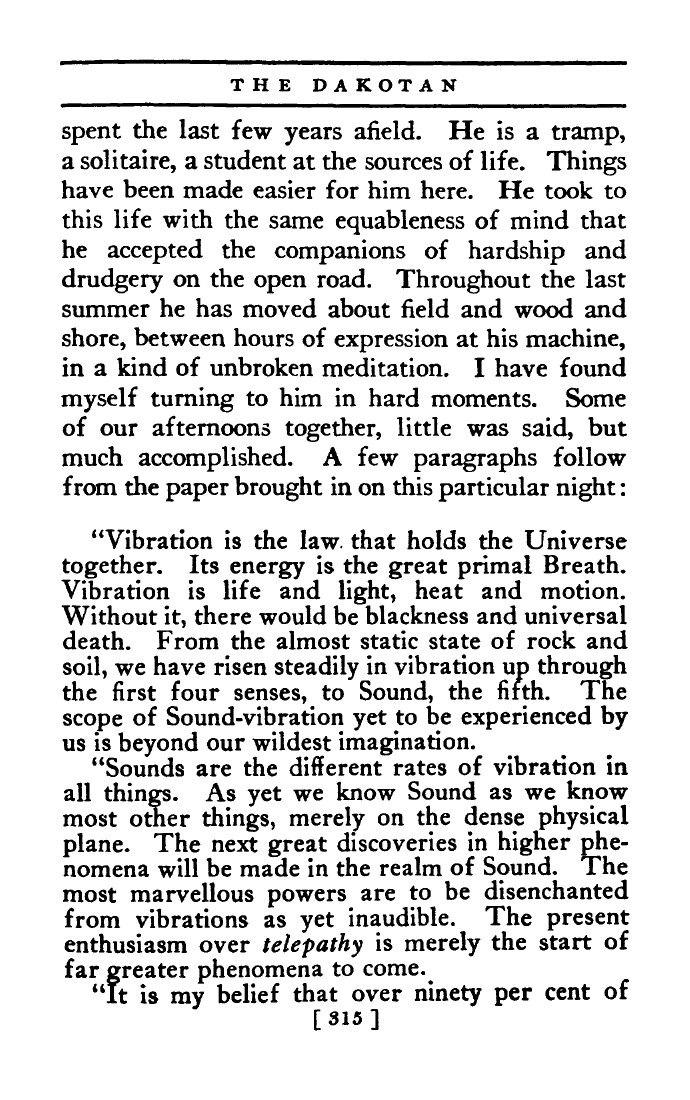 THE DAKOTAN
spent the last few years afield. He is a tramp,
a solitaire, a student at the sources of life. Things
have been made easier for him here. He took to
this life with the same equableness of mind that
he accepted the companions of hardship and
drudgery on the open road. Throughout the last
summer he has moved about field and wood and
shore, between hours of expression at his machine,
in a kind of unbroken meditation. I have found
myself turning to him in hard moments. Some
of our afternoons together, little was said, but
much accomplished. A few paragraphs follow
from the paper brought in on this particular night:
“Vibration is the law. that holds the Universe
together. Its energy is the great primal Breath.
Vibration is life and light, heat and motion.
Without it, there would be blackness and universal
death. From the almost static state of rock and
soil, we have risen steadily in vibration up through
the first four senses, to Sound, the fifth. The
scope of Sound-vibration yet to be experienced by
us is beyond our wildest imagination.
“Sounds are the different rates of vibration in
all things. As yet we know Sound as we know
most other things, merely on the dense physical
plane. The next great discoveries in higher phe-
nomena will be made in the realm of Sound. The
most marvellous powers are to be disenchanted
from vibrations as yet inaudible. The present
enthusiasm over telepathy is merely the start of
far greater phenomena to come.
“It is my belief that over ninety per cent of
[ 315 ]